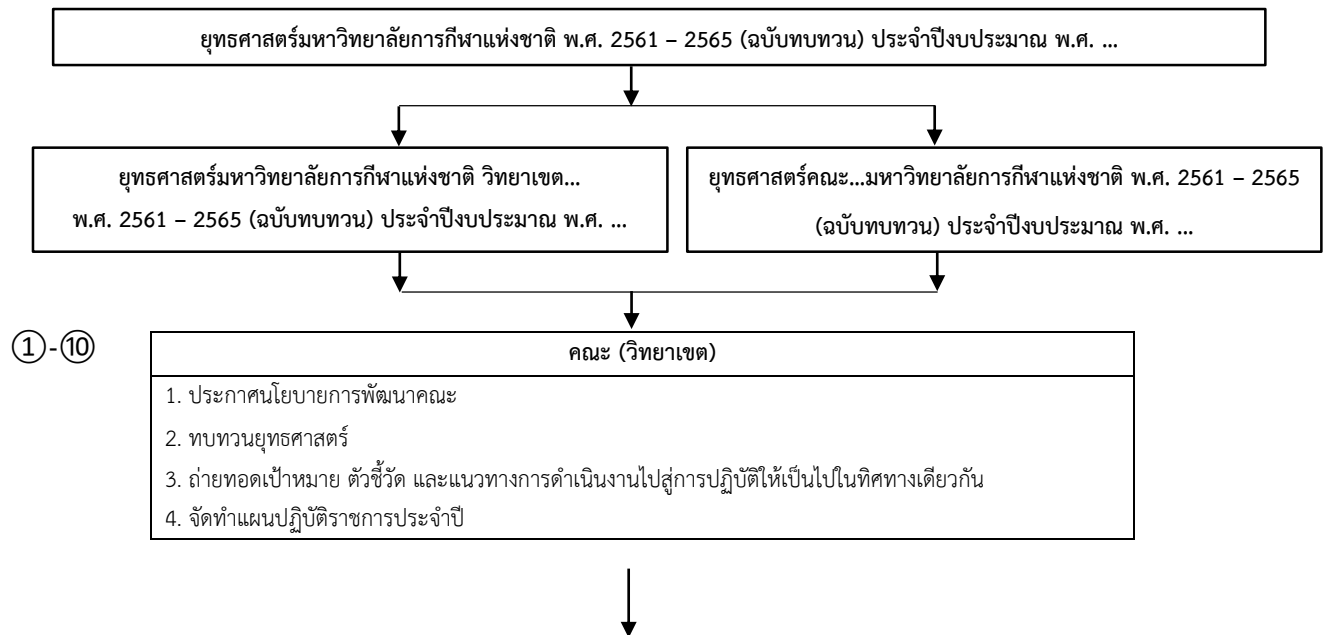 ยุทธศาสตร์มหาวิทยาลัยการกีฬาแห่งชาติ พ.ศ. 2561 – 2565 (ฉบับทบทวน) ประจำปีงบประมาณ พ.ศ. ...
ยุทธศาสตร์มหาวิทยาลัยการกีฬาแห่งชาติ วิทยาเขต...
พ.ศ. 2561 – 2565 (ฉบับทบทวน) ประจำปีงบประมาณ พ.ศ. ...
ยุทธศาสตร์คณะ...มหาวิทยาลัยการกีฬาแห่งชาติ พ.ศ. 2561 – 2565
(ฉบับทบทวน) ประจำปีงบประมาณ พ.ศ. ...
①-⑩
คณะ (วิทยาเขต)
1. ประกาศนโยบายการพัฒนาคณะ
2. ทบทวนยุทธศาสตร์
3. ถ่ายทอดเป้าหมาย ตัวชี้วัด และแนวทางการดำเนินงานไปสู่การปฏิบัติให้เป็นไปในทิศทางเดียวกัน
4. จัดทำแผนปฏิบัติราชการประจำปี